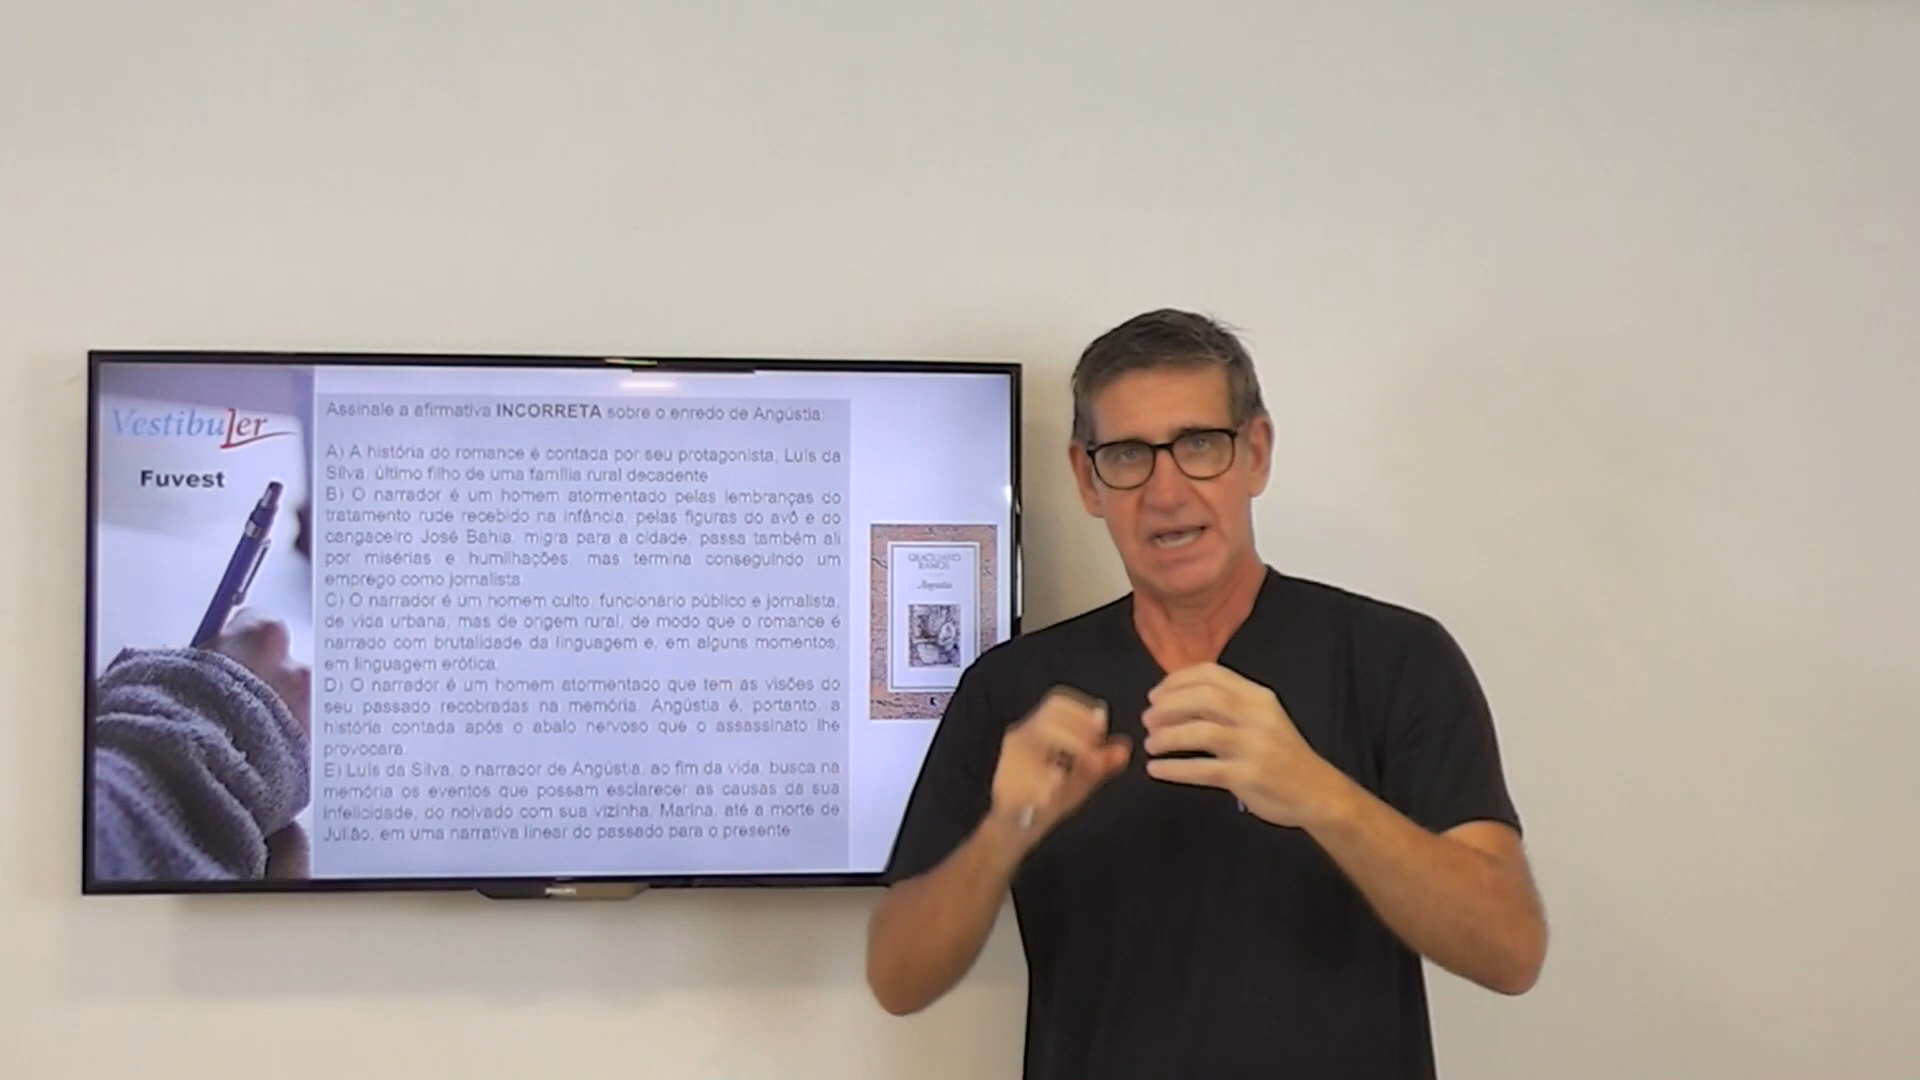 Vestibuler
Fuvest
Assinale a afirmativa INCORRETA sobre o enredo de Angústia:
A) A história do romance é contada por seu protagonista, Luís da
Silva, último filho de uma família rural decadente
B) O narrador é um homem atormentado pelas lembranças do
tratamento rude recebido na infância, pelas figuras do avô e do
cangaceiro José Bahia, migra para a cidade, passa também ali
por misérias e humilhações, mas termina conseguindo um
emprego como jornalista.
C) O narrador é um homem culto, funcionário público e jornalista,
de vida urbana, mas de origem rural, de modo que o romance é
narrado com brutalidade da linguagem e, em alguns momentos,
em linguagem erótica.
D) O narrador é um homem atormentado que tem as visões do
seu passado recobradas na memória. Angústia é, portanto, a
história contada após o abalo nervoso que o assassinato lhe
provocara.
E) Luís da Silva, o narrador de Angústia, ao fim da vida, busca na
memória os eventos que possam esclarecer as causas da sua
infelicidade, do noivado com sua vizinha, Marina, até a morte de
Julião, em uma narrativa linear do passado para o presente
GRACILIANO
RAMOS
Angústia
PHILIPS